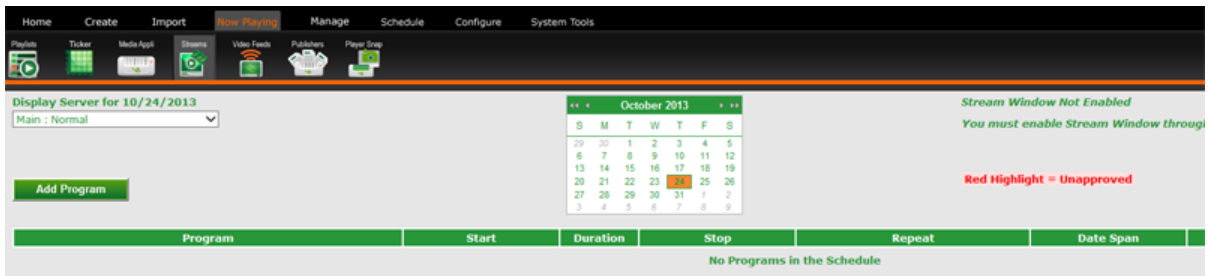 Home Create Import Now Playing Manage Schedule Configure System Tools
Playlists Ticker Media Appli Streams Video Feeds Publishers Player Snap
Display Server for 10/24/2013
Main : Normal
Add Program
October 2013
S M T W T F S
29 30 1 2 3 4 5
6 7 8 9 10 11 12
13 14 15 16 17 18 19
20 21 22 23 24 25 26
27 28 29 30 31 1 2
3 4 5 6 7 8 9
Stream Window Not Enabled
You must enable Stream Window throug
Red Highlight = Unapproved
Program Start Duration Stop Repeat Date Span
No Programs in the Schedule